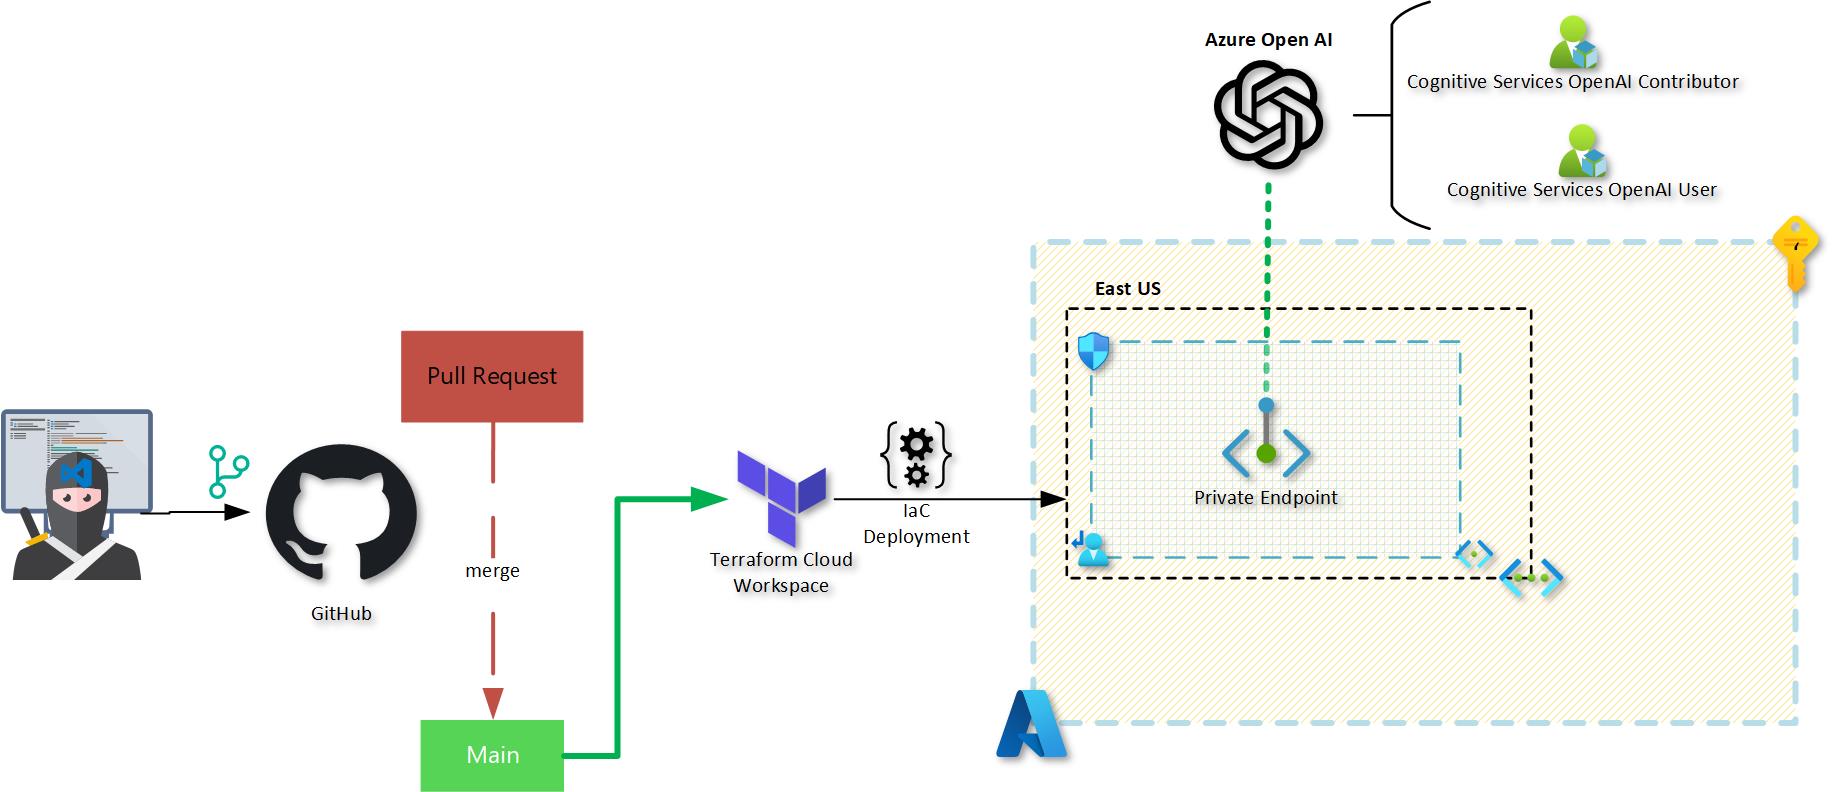 Azure Open AI
Cognitive Services OpenAI Contributor
Cognitive Services OpenAI User
East US
Pull Request
Private Endpoint
IaC
Deployment
Terraform Cloud
Workspace
merge
GitHub
Main